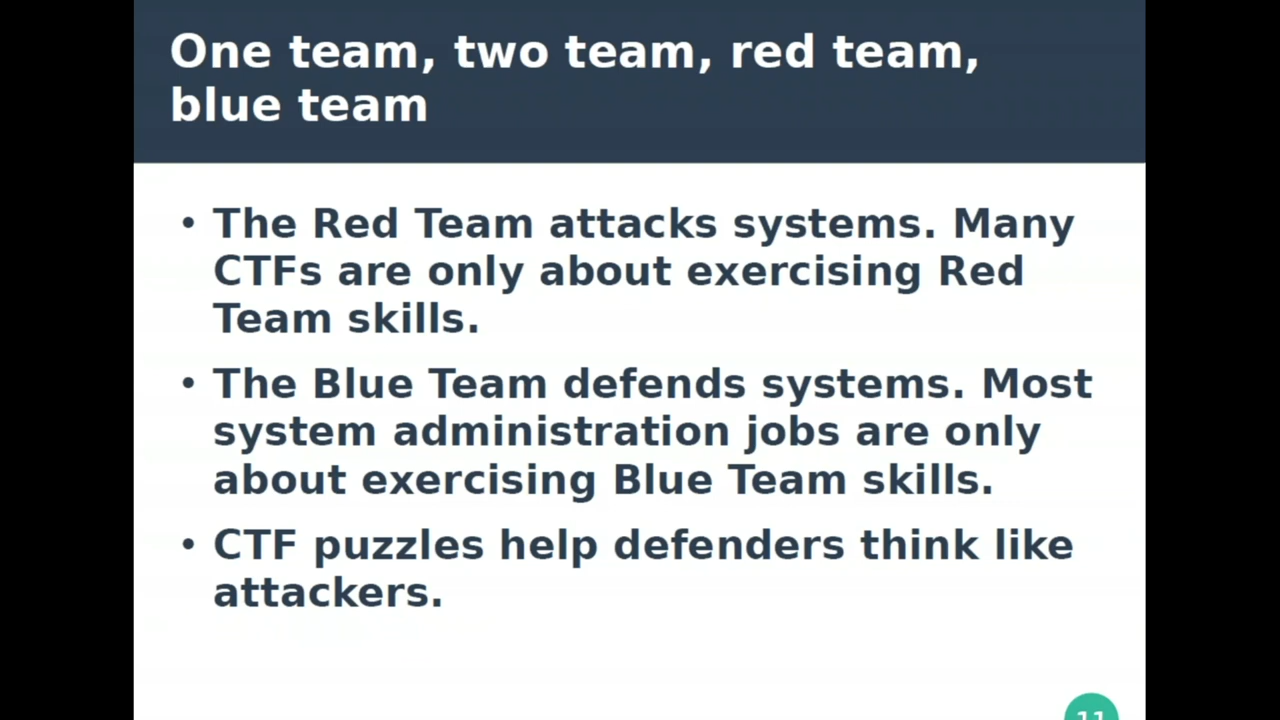 One team, two team, red team,
blue team
• The Red Team attacks systems. Many
CTFs are only about exercising Red
Team skills.
• The Blue Team defends systems. Most
system administration jobs are only
about exercising Blue Team skills.
• CTF puzzles help defenders think like
attackers.
11